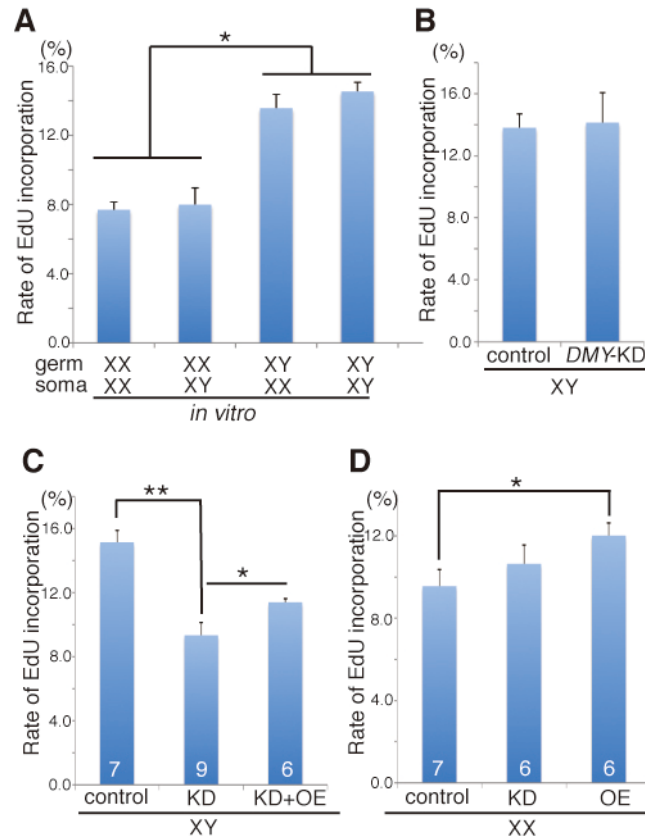 A
(%)
*
16.0
12.0
8.0
4.0
0.0
Rate of EdU incorporation
germ XX XX XY XY
soma XX XY XX XY
in vitro
B
(%)
16.0
12.0
8.0
4.0
0.0
Rate of EdU incorporation
control DMY-KD
XY
C
(%)
**
*
16.0
12.0
8.0
4.0
0.0
Rate of EdU incorporation
7 9 6
control KD KD+OE
XY
D
(%)
*
12.0
8.0
4.0
0.0
Rate of EdU incorporation
7 6 6
control KD OE
XX